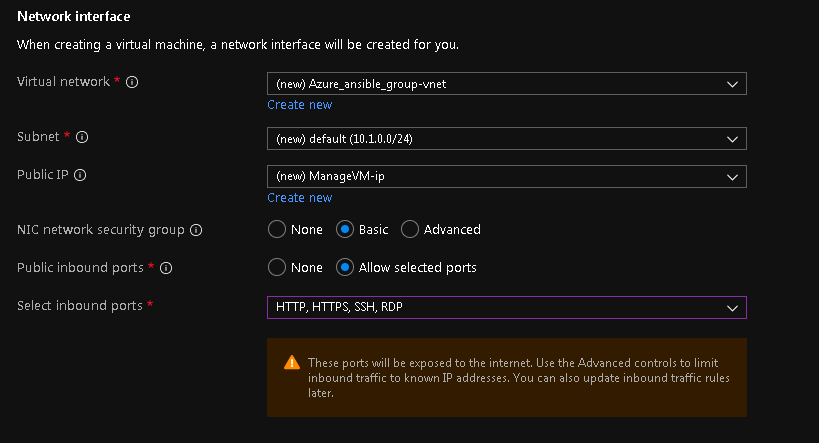 Network interface
When creating a virtual machine, a network interface will be created for you.
Virtual network *
(new) Azure_ansible_group-vnet
Create new
Subnet *
(new) default (10.1.0.0/24)
Public IP
(new) ManageVM-ip
Create new
NIC network security group
None Basic Advanced
Public inbound ports *
None Allow selected ports
Select inbound ports *
HTTP, HTTPS, SSH, RDP
These ports will be exposed to the internet. Use the Advanced controls to limit
inbound traffic to known IP addresses. You can also update inbound traffic rules
later.